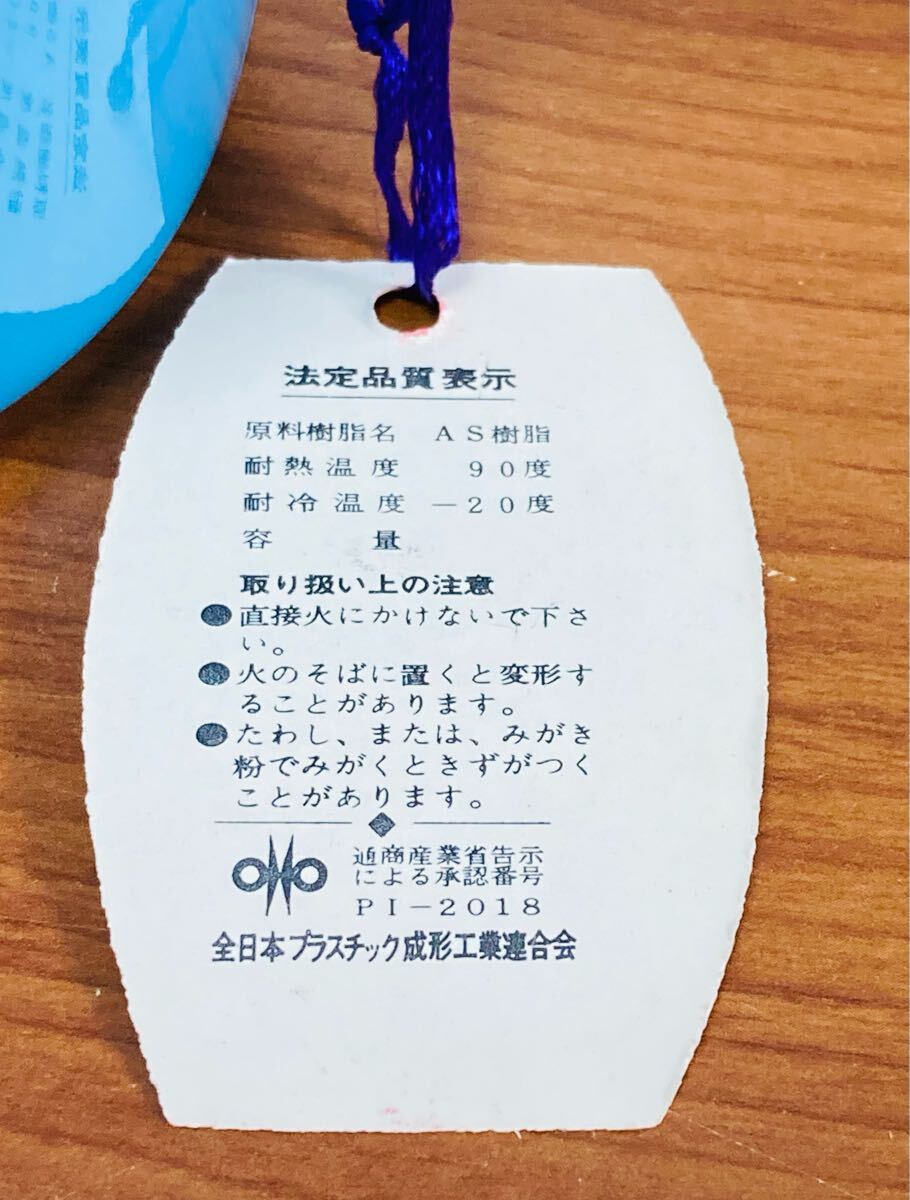 法定品質表示
原料樹脂名 AS樹脂
耐熱温度 90度
耐冷温度 −20度
容量
取り扱い上の注意
●直接火にかけないで下さ
い。
●火のそばに置くと変形す
ることがあります。
●たわし、または、みがき
粉でみがくときずがつく
ことがあります。
通商産業省告示
による承認番号
PI−2018
全日本プラスチック成形工業連合会